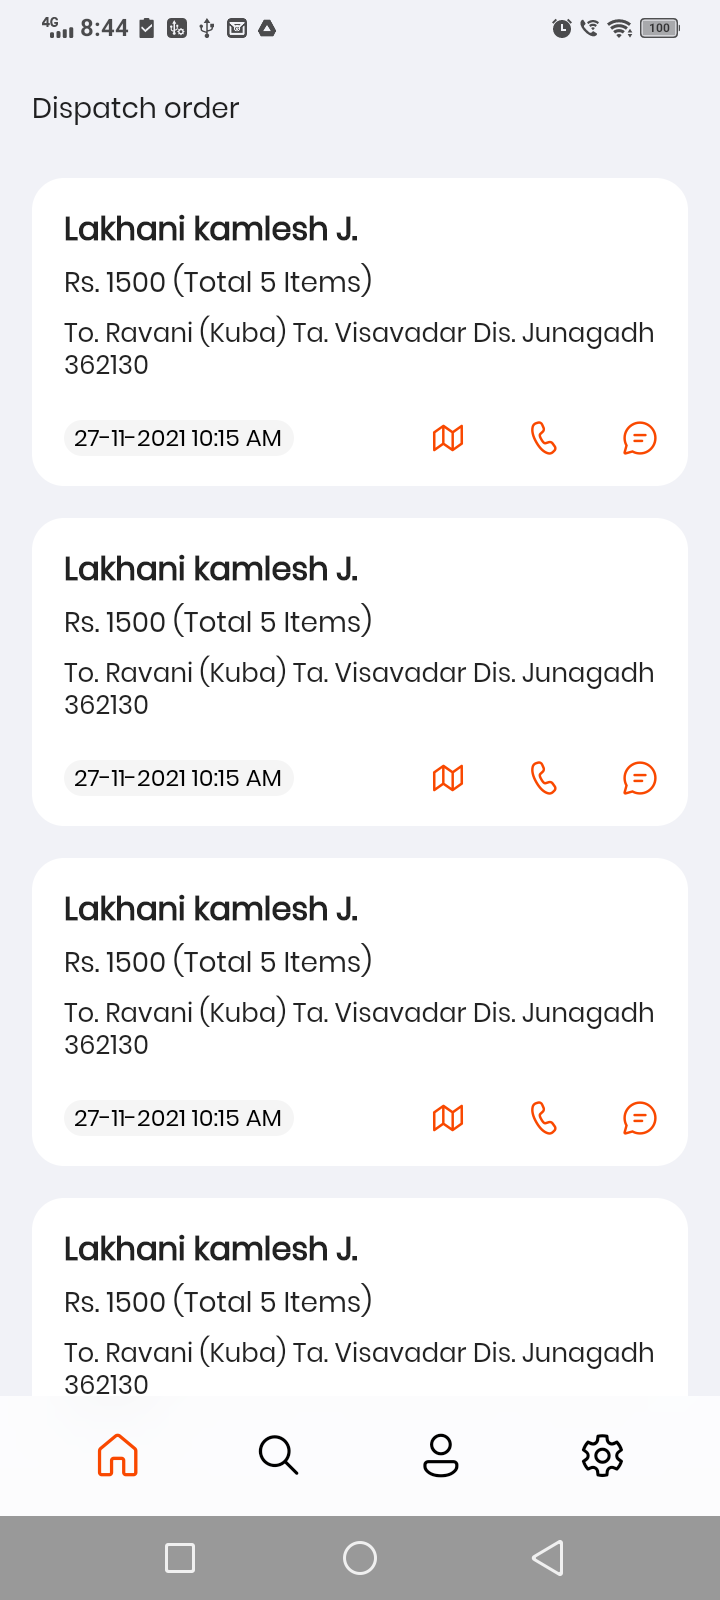 4G 8:44 100
Dispatch order
Lakhani kamlesh J.
Rs. 1500 (Total 5 Items)
To. Ravani (Kuba) Ta. Visavadar Dis. Junagadh
362130
27-11-2021 10:15 AM
Lakhani kamlesh J.
Rs. 1500 (Total 5 Items)
To. Ravani (Kuba) Ta. Visavadar Dis. Junagadh
362130
27-11-2021 10:15 AM
Lakhani kamlesh J.
Rs. 1500 (Total 5 Items)
To. Ravani (Kuba) Ta. Visavadar Dis. Junagadh
362130
27-11-2021 10:15 AM
Lakhani kamlesh J.
Rs. 1500 (Total 5 Items)
To. Ravani (Kuba) Ta. Visavadar Dis. Junagadh
362130